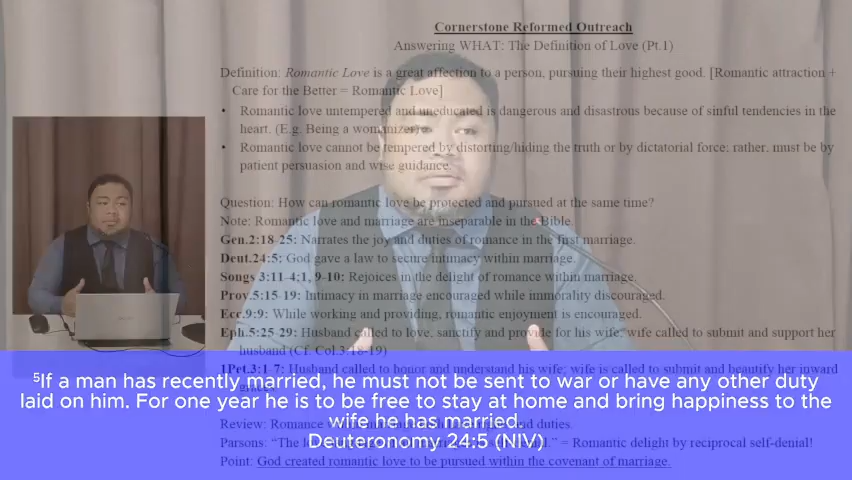 Cornerstone Reformed Outreach
Answering WHAT: The Definition of Love (Pt.1)
Definition: Romantic Love is a great affection to a person, pursuing their highest good. [Romantic attraction +
Care for the Better = Romantic Love]
• Romantic love untempered and uneducated is dangerous and disastrous because of sinful tendencies in the
heart. (E.g. Being a womanizer)
• Romantic love cannot be tempered by distorting/hiding the truth or by dictatorial force; rather, must be by
patient persuasion and wise guidance.
Question: How can romantic love be protected and pursued at the same time?
Note: Romantic love and marriage are inseparable in the Bible.
Gen.2:18-25: Narrates the joy and duties of romance in the first marriage.
Deut.24:5: God gave a law to secure intimacy within marriage.
Songs 3:11-4:1, 9-10: Rejoices in the delight of romance within marriage.
Prov.5:15-19: Intimacy in marriage encouraged while immorality discouraged.
Ecc.9:9: While working and providing, romantic enjoyment is encouraged.
Eph.5:25-29: Husband called to love, sanctify and provide for his wife; wife called to submit and support her
husband (Cf. Col.3:18-19)
1Pet.3:1-7: Husband called to honor and understand his wife; wife is called to submit and beautify her inward
5If a man has recently married, he must not be sent to war or have any other duty
laid on him. For one year he is to be free to stay at home and bring happiness to the
wife he has married.
Deuteronomy 24:5 (NIV)
Review: Romance and duties.
Parsons: "The lo = Romantic delight by reciprocal self-denial!
Point: God created romantic love to be pursued within the covenant of marriage.